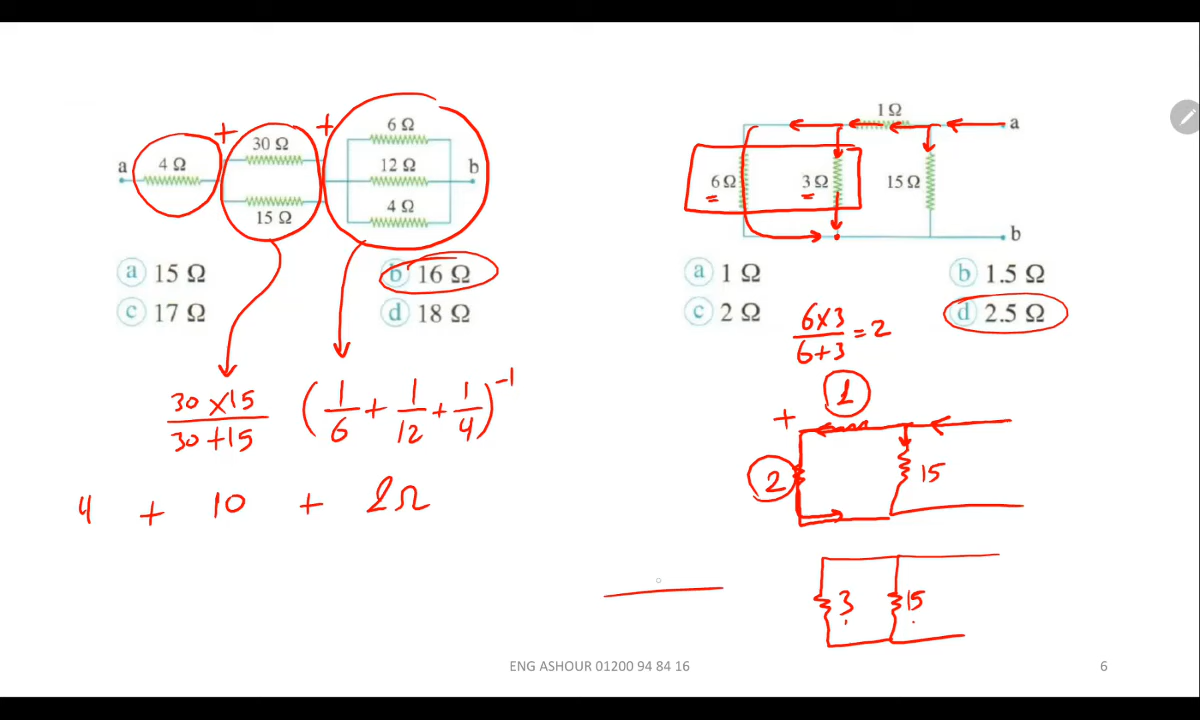 + + 6 Ω
30 Ω
a 4 Ω 12 Ω b
4 Ω
15 Ω
a 15 Ω b 16 Ω
c 17 Ω d 18 Ω
30 × 15 / 30 + 15 (1/6 + 1/12 + 1/4)^-1
4 + 10 + 2Ω
1 Ω
a
6 Ω 3 Ω 15 Ω
= =
b
a 1 Ω b 1.5 Ω
c 2 Ω d 2.5 Ω
6×3 / 6+3 = 2
1
+
2 15
3 15
ENG ASHOUR 01200 94 84 16 6